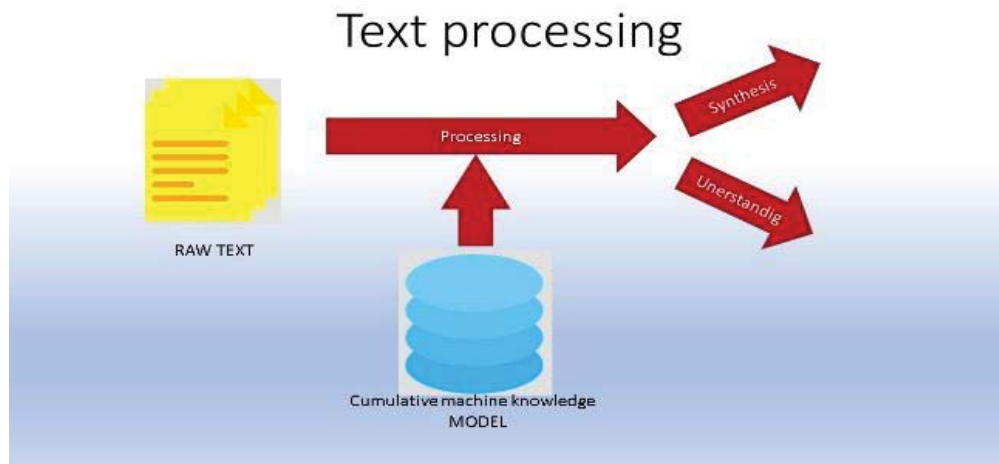 Text processing
Synthesis
Processing
Unerstandig
RAW TEXT
Cumulative machine knowledge
MODEL